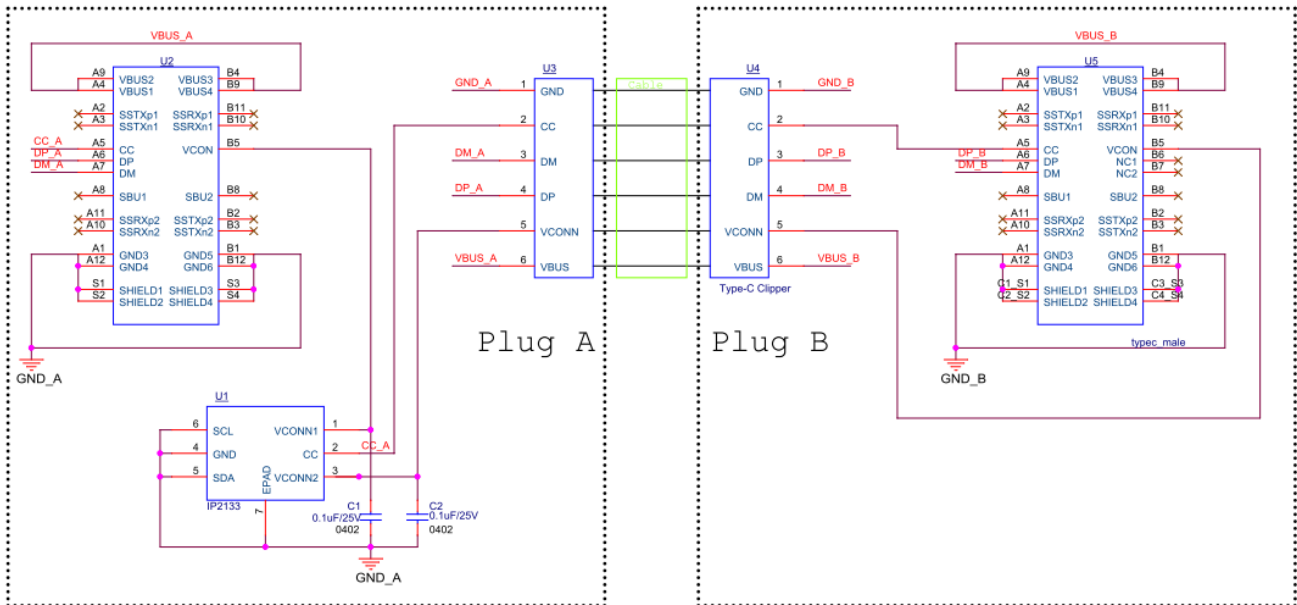 VBUS_A
U2
A9 VBUS2 VBUS3 B4
A4 VBUS1 VBUS4 B9
A2 SSTXp1 SSRXp1 B11
A3 SSTXn1 SSRXn1 B10
CC_A A5 CC VCON B5
DP_A A6 DP
DM_A A7 DM
A8 SBU1 SBU2 B8
A11 SSRXp2 SSTXp2 B2
A10 SSRXn2 SSTXn2 B3
A1 GND3 GND5 B1
A12 GND4 GND6 B12
S1 SHIELD1 SHIELD3 S3
S2 SHIELD2 SHIELD4 S4
GND_A
U3
GND_A 1 GND
2 CC
DM_A 3 DM
DP_A 4 DP
5 VCONN
VBUS_A 6 VBUS
Cable
U4
GND 1 GND_B
CC 2
DP 3 DP_B
DM 4 DM_B
VCONN 5
VBUS 6 VBUS_B
Type-C Clipper
Plug A
Plug B
VBUS_B
U5
A9 VBUS2 VBUS3 B4
A4 VBUS1 VBUS4 B9
A2 SSTXp1 SSRXp1 B11
A3 SSTXn1 SSRXn1 B10
A5 CC VCON B5
DP_B A6 DP NC1 B6
DM_B A7 DM NC2 B7
A8 SBU1 SBU2 B8
A11 SSRXp2 SSTXp2 B2
A10 SSRXn2 SSTXn2 B3
A1 GND3 GND5 B1
A12 GND4 GND6 B12
C1_S1 SHIELD1 SHIELD3 C3_S3
C2_S2 SHIELD2 SHIELD4 C4_S4
typec_male
GND_B
U1
6 SCL VCONN1 1
4 GND CC 2 CC_A
5 SDA VCONN2 3
EPAD
7
IP2133
C1
0.1uF/25V
0402
C2
0.1uF/25V
0402
GND_A